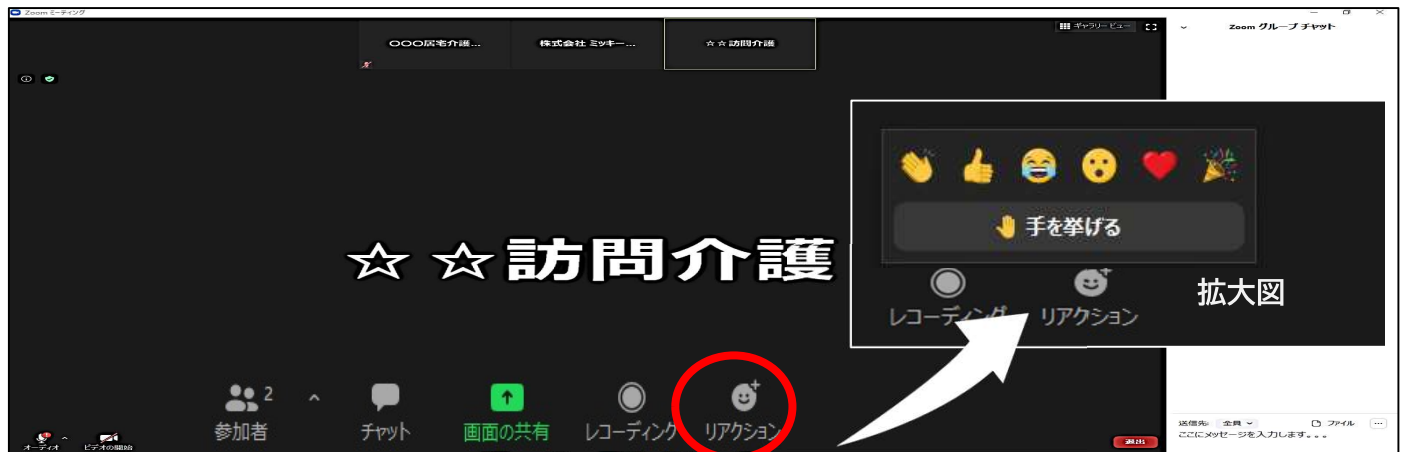 Zoom ミーティング
〇〇〇居宅介護...
株式会社 ミッキー...
☆☆訪問介護
ギャラリービュー
Zoom グループ チャット
手を挙げる
レコーディング
リアクション
拡大図
☆☆訪問介護
2
参加者
チャット
画面の共有
レコーディング
リアクション
オーディオ
ビデオの開始
退出
送信先: 全員
ファイル
ここにメッセージを入力します。。。